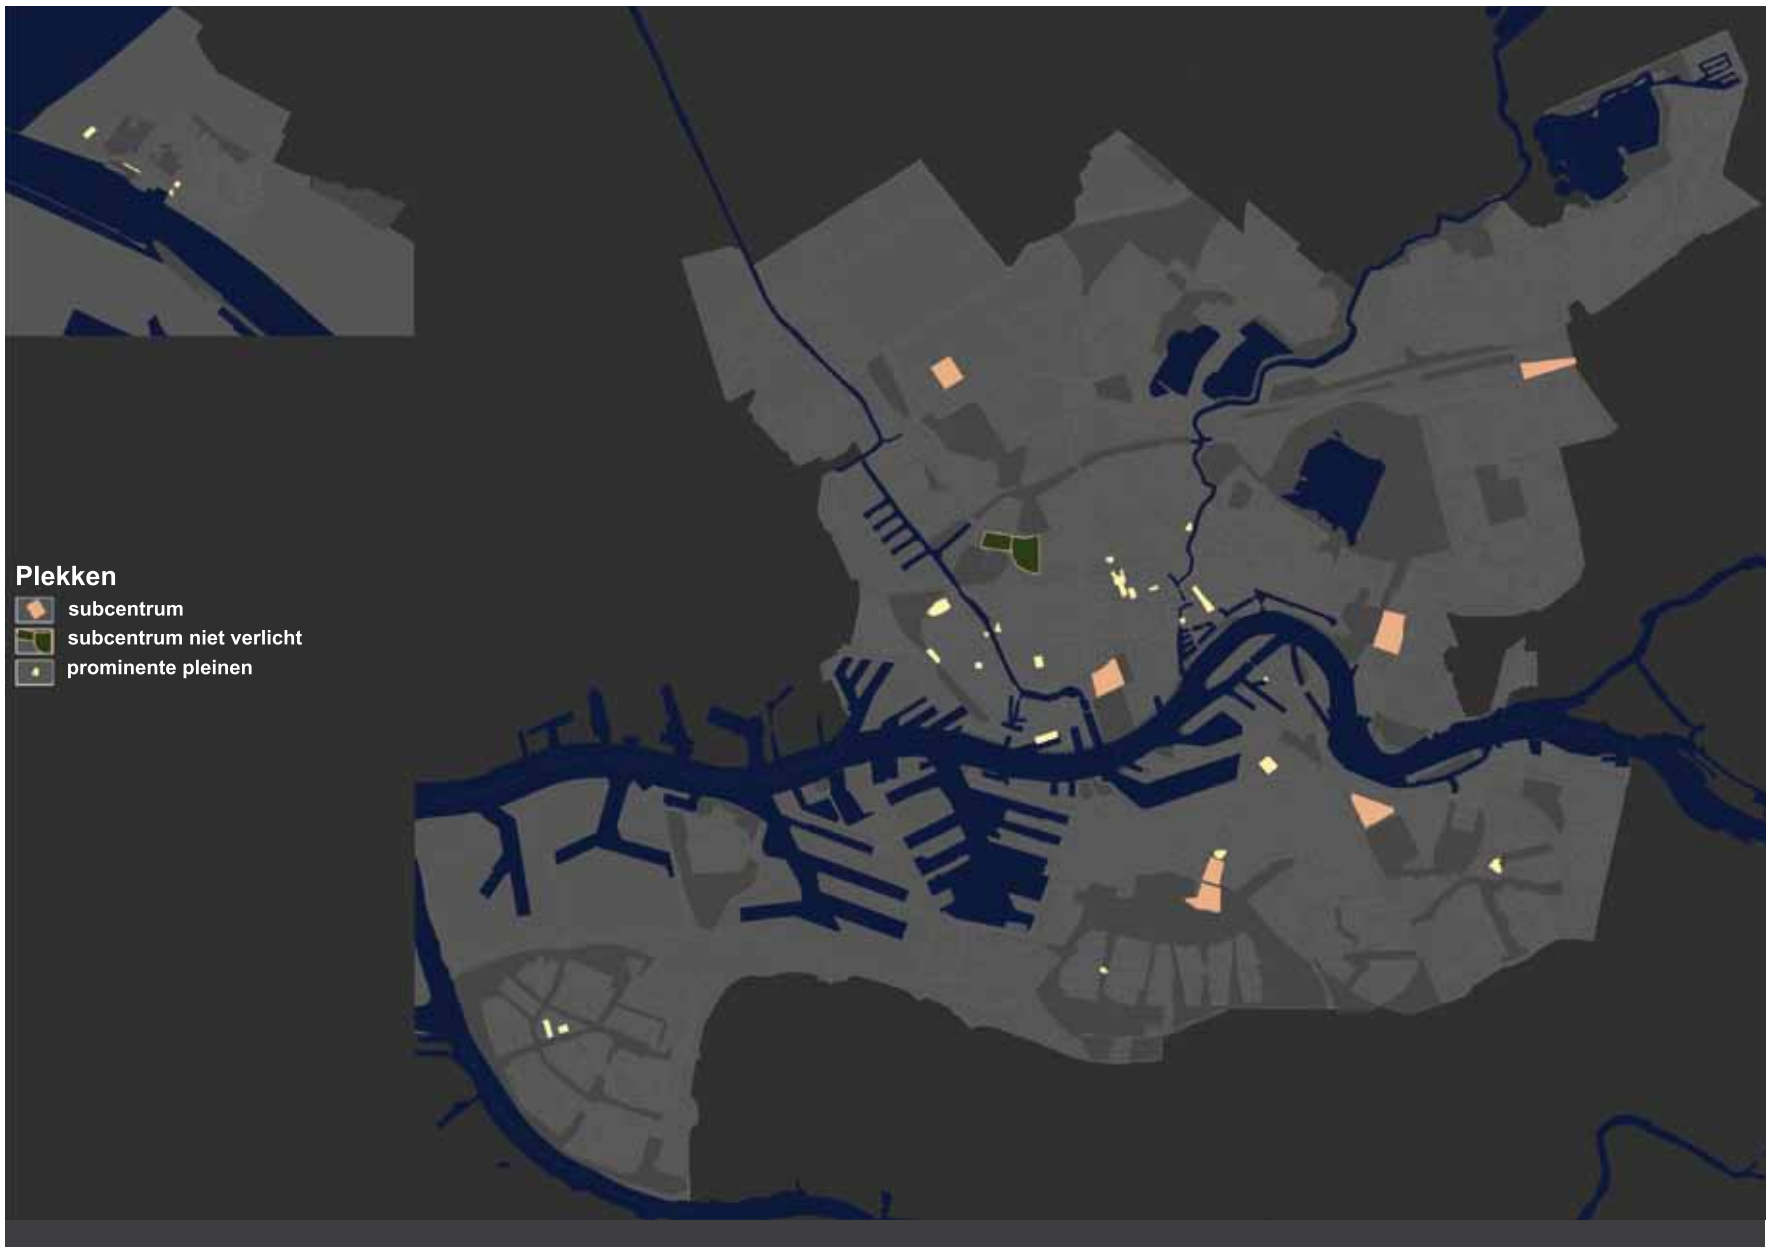 Plekken
subcentrum
subcentrum niet verlicht
prominente pleinen